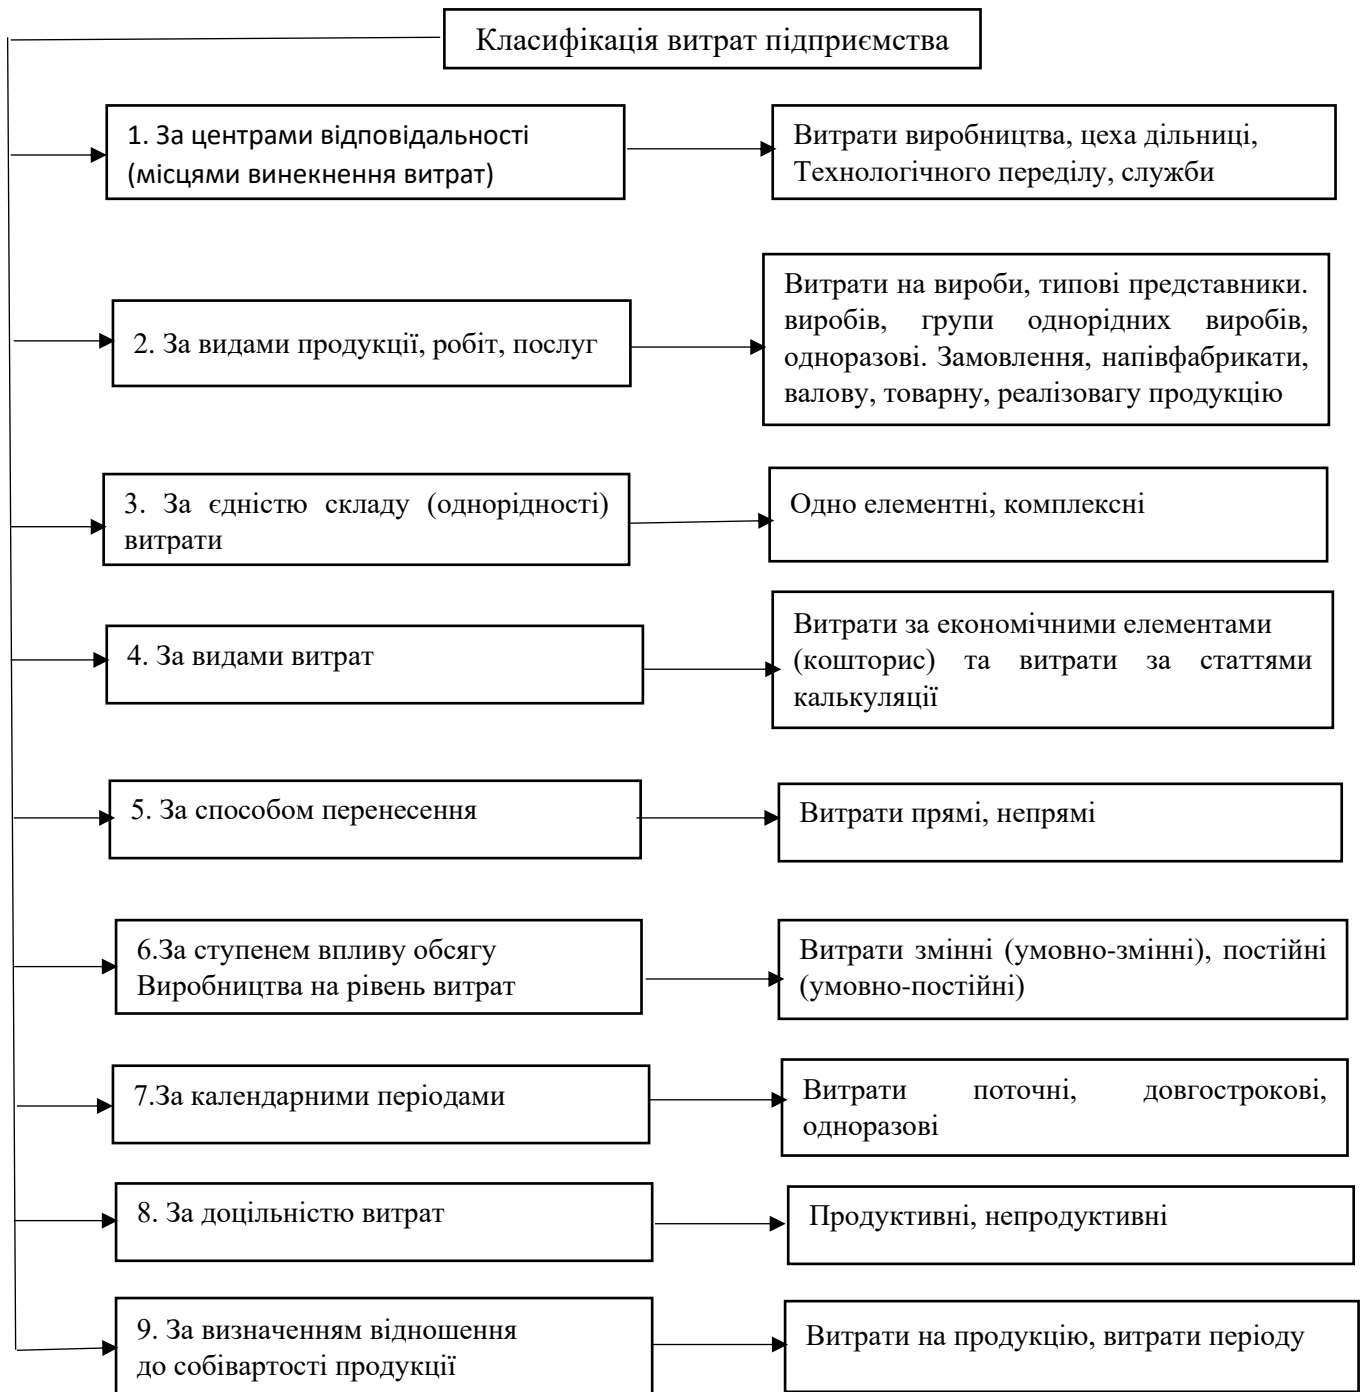 Класифікація витрат підприємства
1. За центрами відповідальності
(місцями винекнення витрат)
Витрати виробництва, цеха дільниці,
Технологічного переділу, служби
2. За видами продукції, робіт, послуг
Витрати на вироби, типові представники.
виробів, групи однорідних виробів,
одноразові. Замовлення, напівфабрикати,
валову, товарну, реалізовагу продукцію
3. За єдністю складу (однорідності)
витрати
Одно елементні, комплексні
4. За видами витрат
Витрати за економічними елементами
(кошторис) та витрати за статтями
калькуляції
5. За способом перенесення
Витрати прямі, непрямі
6.За ступенем впливу обсягу
Виробництва на рівень витрат
Витрати змінні (умовно-змінні), постійні
(умовно-постійні)
7.За календарними періодами
Витрати поточні, довгострокові,
одноразові
8. За доцільністю витрат
Продуктивні, непродуктивні
9. За визначенням відношення
до собівартості продукції
Витрати на продукцію, витрати періоду